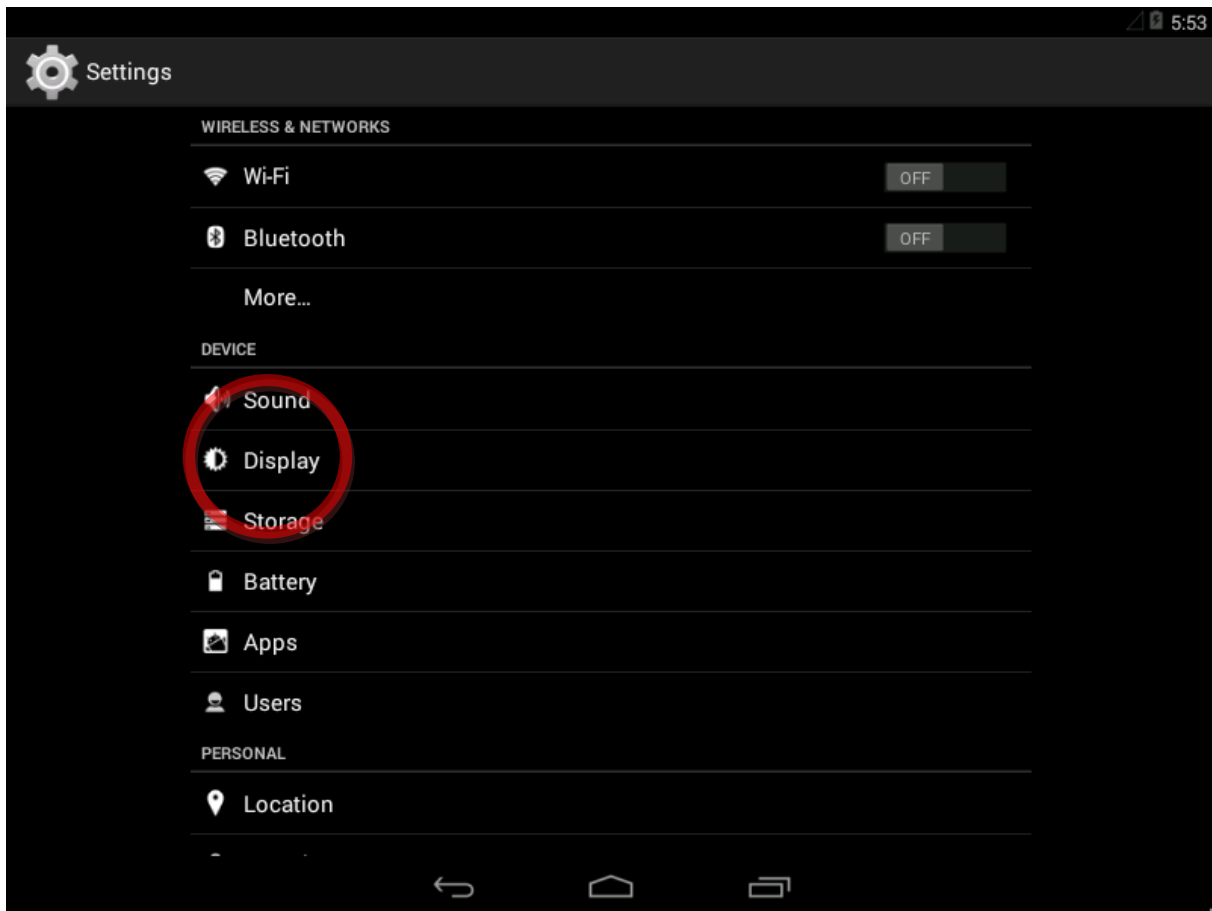 5:53
Settings
WIRELESS & NETWORKS
Wi-Fi OFF
Bluetooth OFF
More...
DEVICE
Sound
Display
Storage
Battery
Apps
Users
PERSONAL
Location